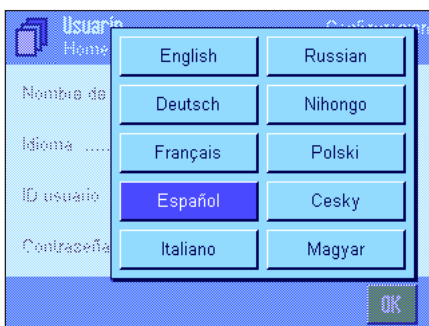 Usuario
Home
English
Russian
Nombre de
Deutsch
Nihongo
Idioma .....
Français
Polski
ID usuario
Español
Cesky
Contraseña
Italiano
Magyar
OK